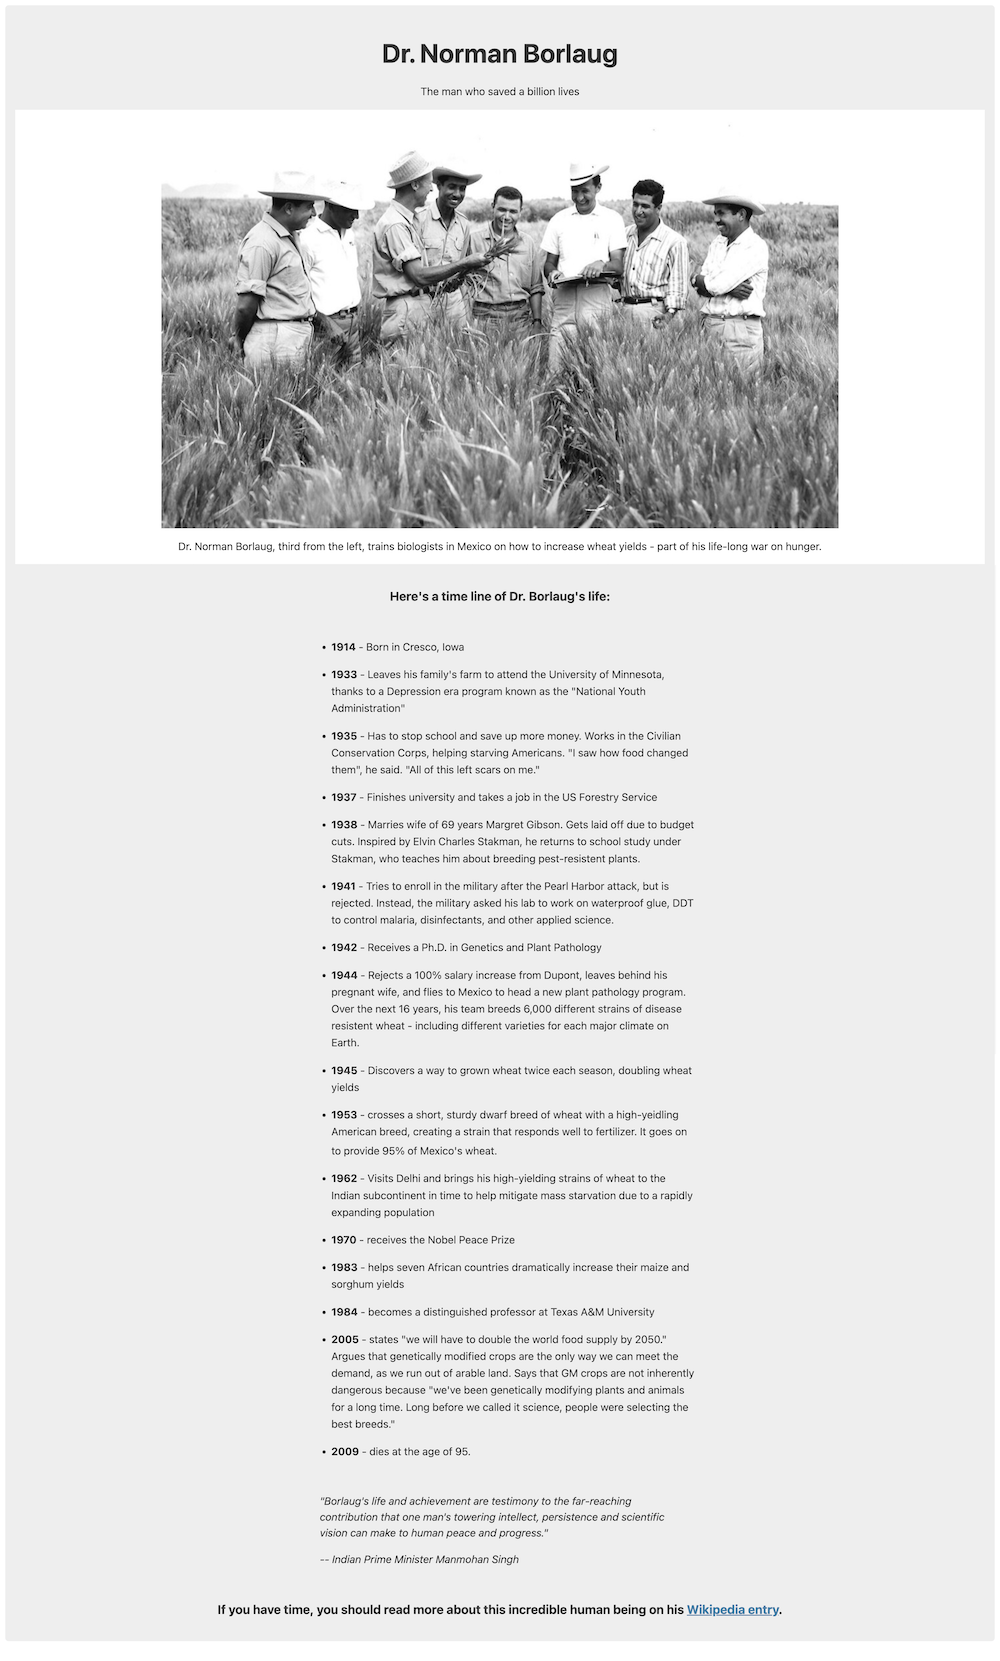 Dr. Norman Borlaug
The man who saved a billion lives
Dr. Norman Borlaug, third from the left, trains biologists in Mexico on how to increase wheat yields - part of his life-long war on hunger.
Here's a time line of Dr. Borlaug's life:
• 1914 - Born in Cresco, Iowa
• 1933 - Leaves his family's farm to attend the University of Minnesota,
thanks to a Depression era program known as the "National Youth
Administration"
• 1935 - Has to stop school and save up more money. Works in the Civilian
Conservation Corps, helping starving Americans. "I saw how food changed
them", he said. "All of this left scars on me."
• 1937 - Finishes university and takes a job in the US Forestry Service
• 1938 - Marries wife of 69 years Margret Gibson. Gets laid off due to budget
cuts. Inspired by Elvin Charles Stakman, he returns to school study under
Stakman, who teaches him about breeding pest-resistent plants.
• 1941 - Tries to enroll in the military after the Pearl Harbor attack, but is
rejected. Instead, the military asked his lab to work on waterproof glue, DDT
to control malaria, disinfectants, and other applied science.
• 1942 - Receives a Ph.D. in Genetics and Plant Pathology
• 1944 - Rejects a 100% salary increase from Dupont, leaves behind his
pregnant wife, and flies to Mexico to head a new plant pathology program.
Over the next 16 years, his team breeds 6,000 different strains of disease
resistent wheat - including different varieties for each major climate on
Earth.
• 1945 - Discovers a way to grown wheat twice each season, doubling wheat
yields
• 1953 - crosses a short, sturdy dwarf breed of wheat with a high-yeidling
American breed, creating a strain that responds well to fertilizer. It goes on
to provide 95% of Mexico's wheat.
• 1962 - Visits Delhi and brings his high-yielding strains of wheat to the
Indian subcontinent in time to help mitigate mass starvation due to a rapidly
expanding population
• 1970 - receives the Nobel Peace Prize
• 1983 - helps seven African countries dramatically increase their maize and
sorghum yields
• 1984 - becomes a distinguished professor at Texas A&M University
• 2005 - states "we will have to double the world food supply by 2050."
Argues that genetically modified crops are the only way we can meet the
demand, as we run out of arable land. Says that GM crops are not inherently
dangerous because "we've been genetically modifying plants and animals
for a long time. Long before we called it science, people were selecting the
best breeds."
• 2009 - dies at the age of 95.
"Borlaug's life and achievement are testimony to the far-reaching
contribution that one man's towering intellect, persistence and scientific
vision can make to human peace and progress."
-- Indian Prime Minister Manmohan Singh
If you have time, you should read more about this incredible human being on his Wikipedia entry.